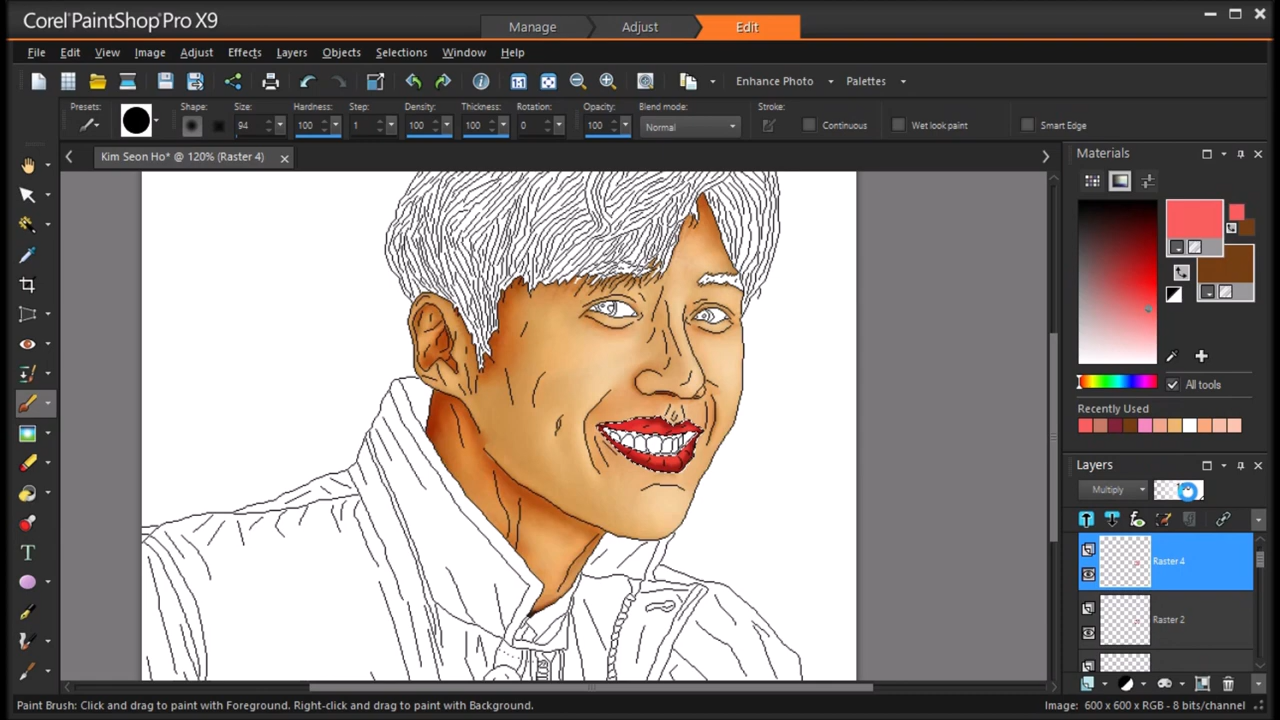 Corel PaintShop Pro X9
Manage
Adjust
Edit
File Edit View Image Adjust Effects Layers Objects Selections Window Help
Enhance Photo
Palettes
Presets:
Shape:
Size:
Hardness:
Step:
Density:
Thickness:
Rotation:
Opacity:
Blend mode:
Stroke:
94
100
1
100
100
0
100
Normal
Continuous
Wet look paint
Smart Edge
Kim Seon Ho* @ 120% (Raster 4)
Materials
All tools
Recently Used
Layers
Multiply
Raster 4
Raster 2
Paint Brush: Click and drag to paint with Foreground. Right-click and drag to paint with Background.
Image: 600 x 600 x RGB - 8 bits/channel